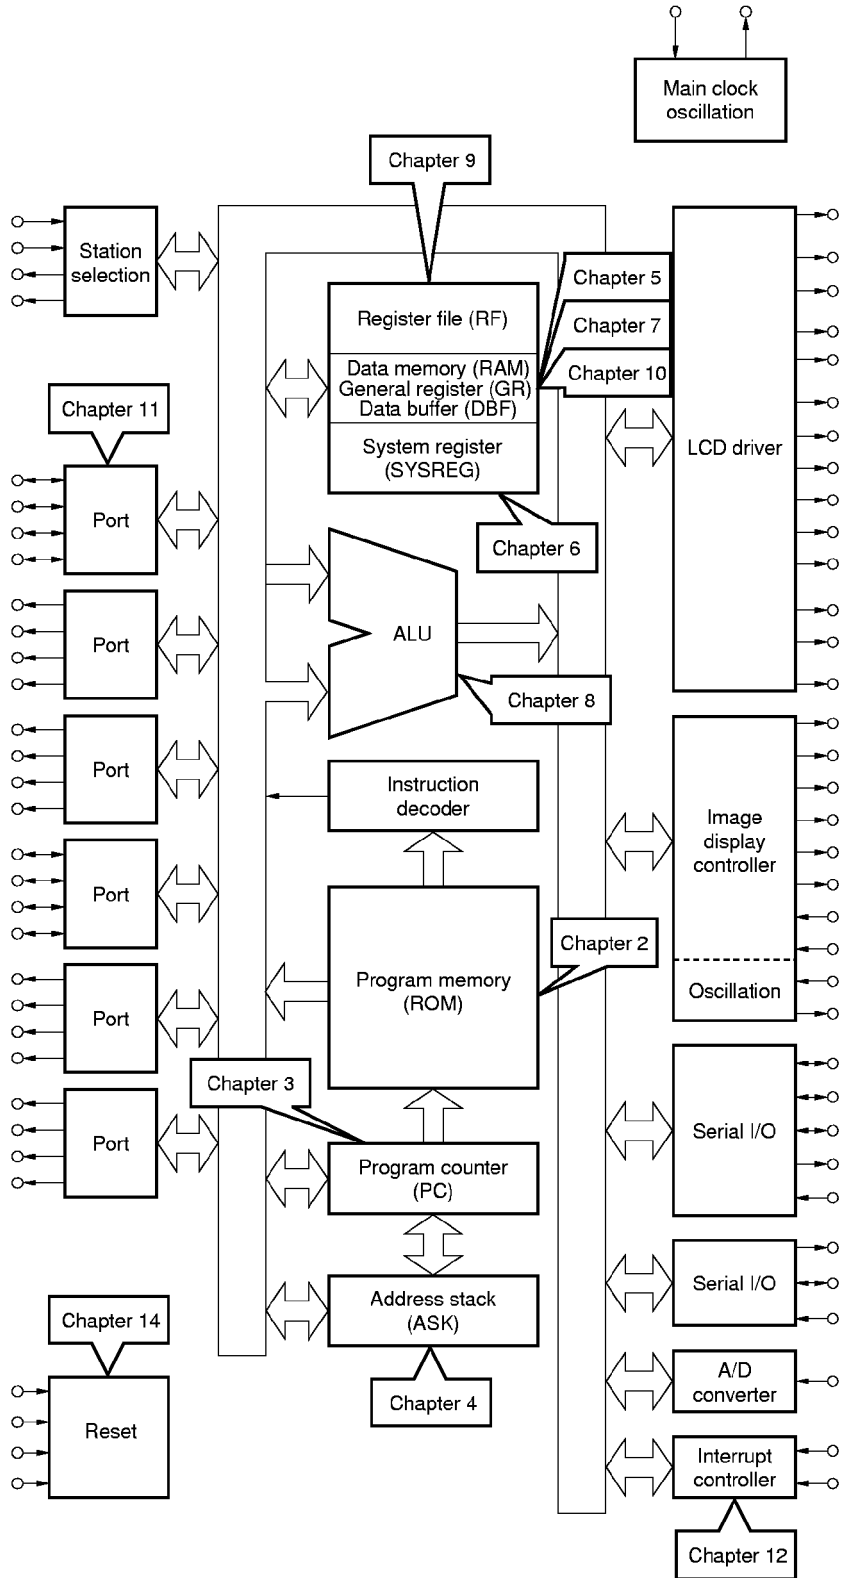 Main clock
oscillation
Chapter 9
Station
selection
Register file (RF)
Data memory (RAM)
General register (GR)
Data buffer (DBF)
System register
(SYSREG)
Chapter 5
Chapter 7
Chapter 10
LCD driver
Chapter 11
Port
Chapter 6
Port
ALU
Chapter 8
Port
Instruction
decoder
Image
display
controller
Port
Chapter 2
Program memory
(ROM)
Oscillation
Port
Chapter 3
Port
Program counter
(PC)
Serial I/O
Address stack
(ASK)
Serial I/O
Chapter 14
Chapter 4
A/D
converter
Reset
Interrupt
controller
Chapter 12